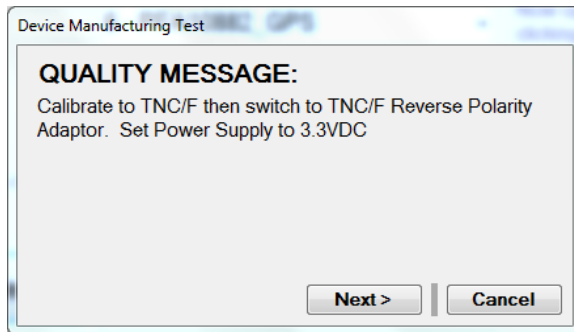 Device Manufacturing Test
QUALITY MESSAGE:
Calibrate to TNC/F then switch to TNC/F Reverse Polarity
Adaptor.  Set Power Supply to 3.3VDC
Next >
Cancel